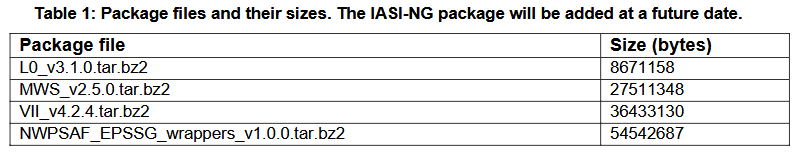 Table 1: Package files and their sizes. The IASI-NG package will be added at a future date.
Package file Size (bytes)
L0_v3.1.0.tar.bz2 8671158
MWS_v2.5.0.tar.bz2 27511348
VII_v4.2.4.tar.bz2 36433130
NWPSAF_EPSSG_wrappers_v1.0.0.tar.bz2 54542687